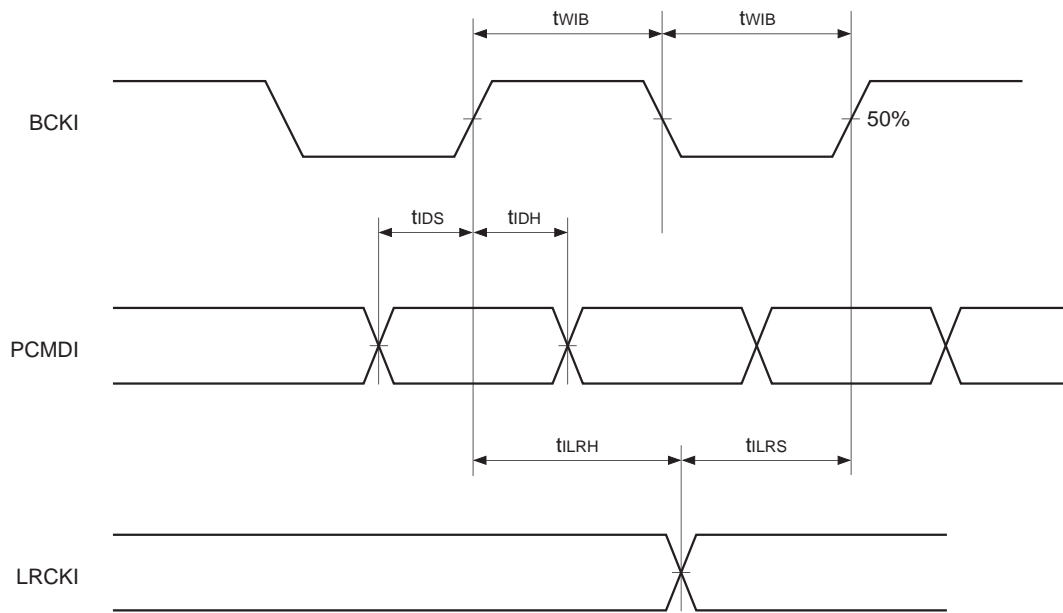 tWIB tWIB
BCKI
50%
tIDS tIDH
PCMDI
tILRH tILRS
LRCKI